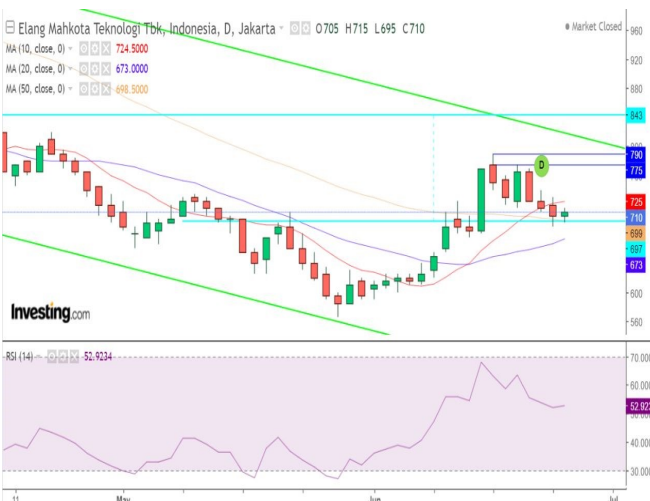 Elang Mahkota Teknologi Tbk, Indonesia, D, Jakarta O705 H715 L695 C710
Market Closed
MA (10, close, 0) 724.5000
MA (20, close, 0) 673.0000
MA (50, close, 0) 698.5000
960
920
880
843
790
775
D
725
710
699
697
673
600
560
Investing.com
RSI (14) 52.9234
70.000
52.923
40.000
30.000
11 May Jun Jul